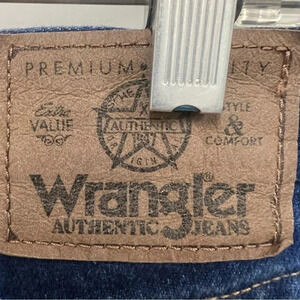 PREMIUM
Extra
VALUE
AUTHENTIC
STYLE
&
COMFORT
Wrangler®
AUTHENTIC JEANS